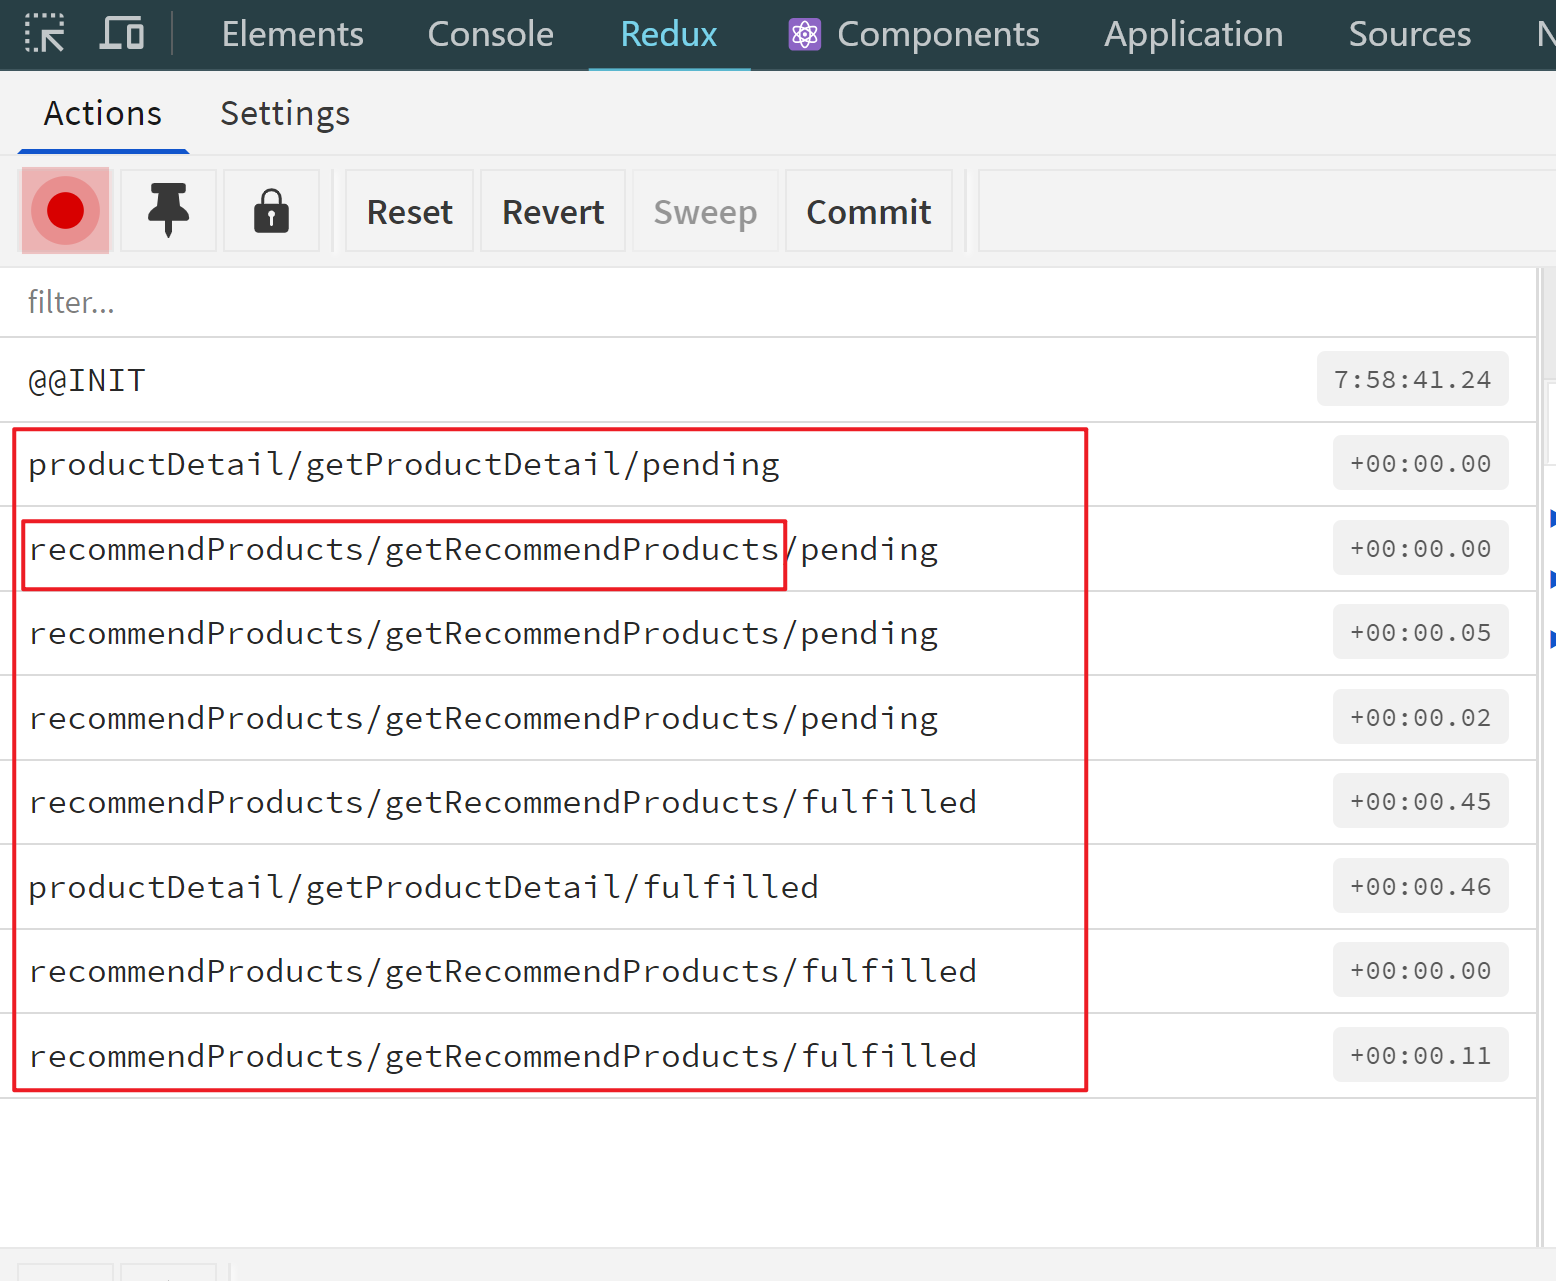 Elements Console Redux Components Application Sources N
Actions Settings
Reset Revert Sweep Commit
filter...
@@INIT 7:58:41.24
productDetail/getProductDetail/pending +00:00.00
recommendProducts/getRecommendProducts/pending +00:00.00
recommendProducts/getRecommendProducts/pending +00:00.05
recommendProducts/getRecommendProducts/pending +00:00.02
recommendProducts/getRecommendProducts/fulfilled +00:00.45
productDetail/getProductDetail/fulfilled +00:00.46
recommendProducts/getRecommendProducts/fulfilled +00:00.00
recommendProducts/getRecommendProducts/fulfilled +00:00.11